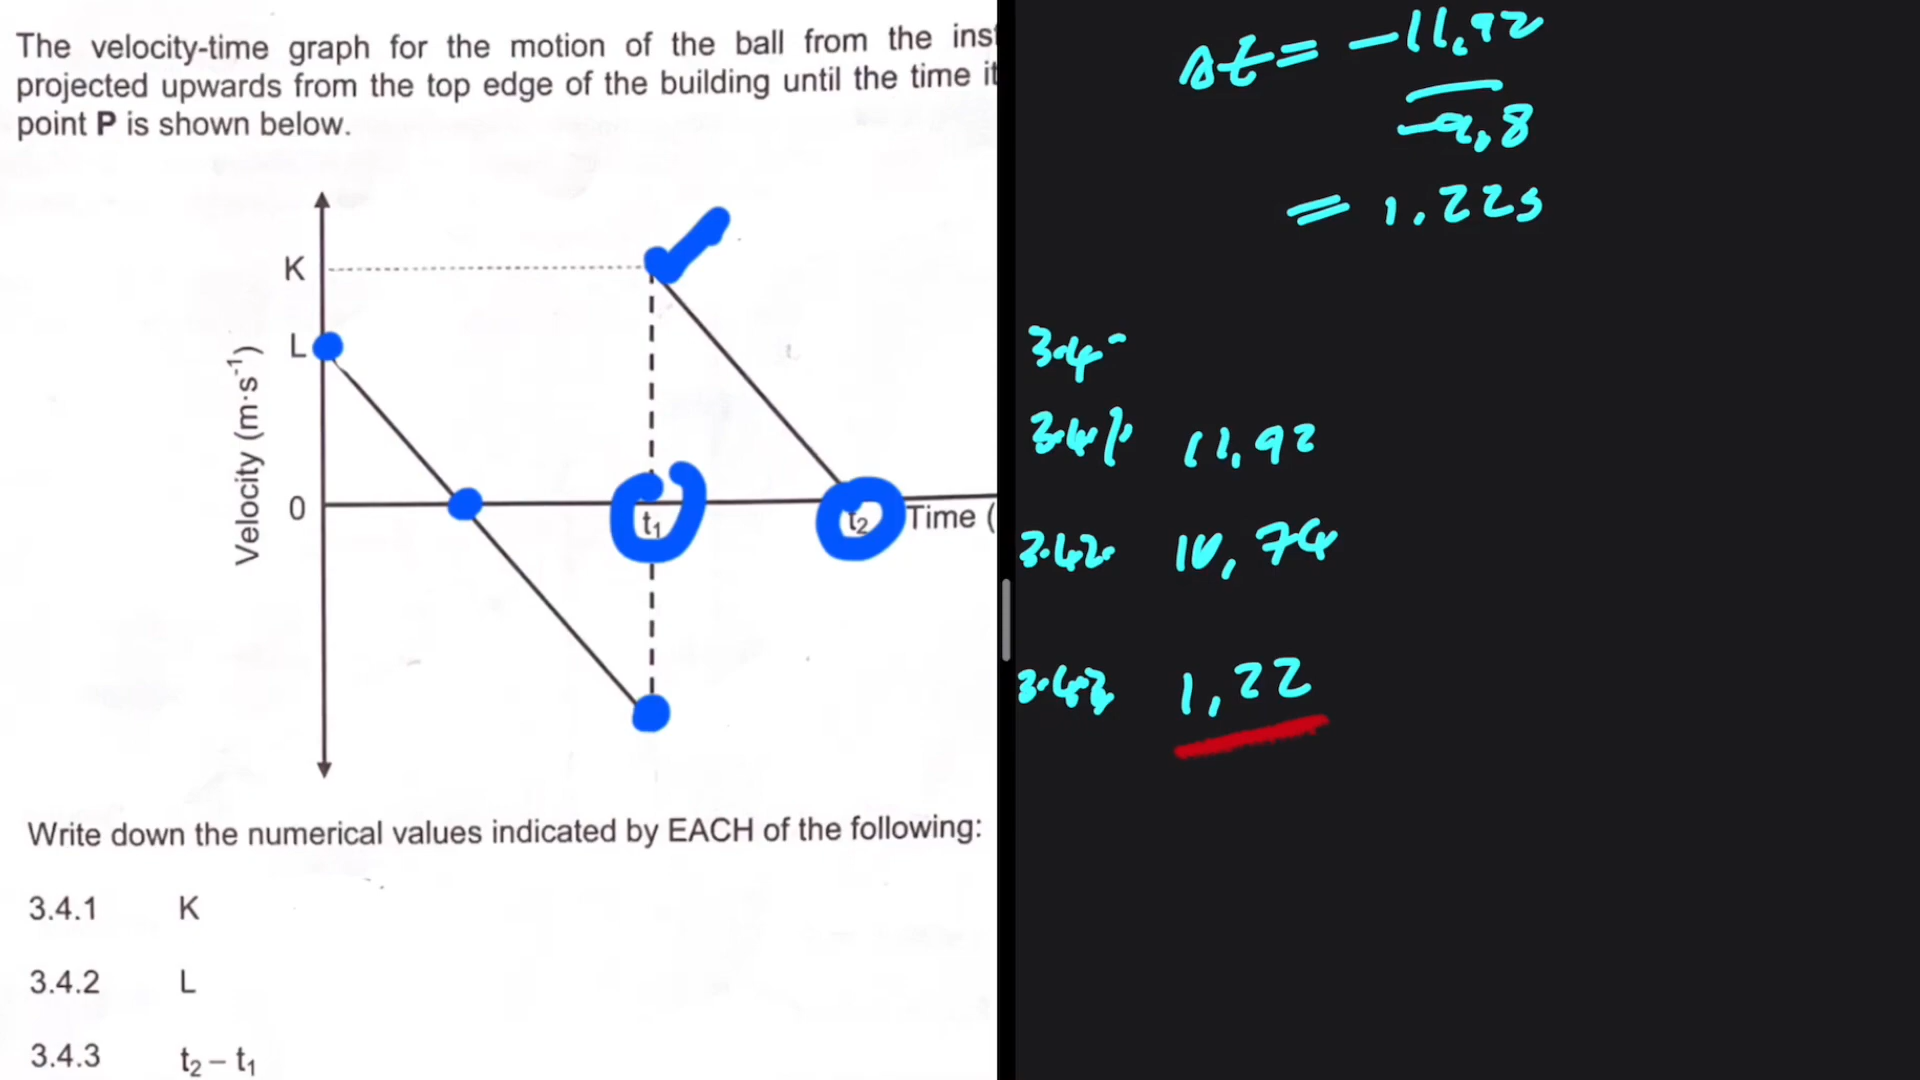 The velocity-time graph for the motion of the ball from the inst
projected upwards from the top edge of the building until the time it
point P is shown below.
K
L
0
Velocity (m·s⁻¹)
t₁
t₂
Time (
Write down the numerical values indicated by EACH of the following:
3.4.1 K
3.4.2 L
3.4.3 t₂ – t₁
Δt = -11,92
-9,8
= 1,22s
3.4
3.4.1 11,92
3.4.2 10,74
3.4.3 1,22